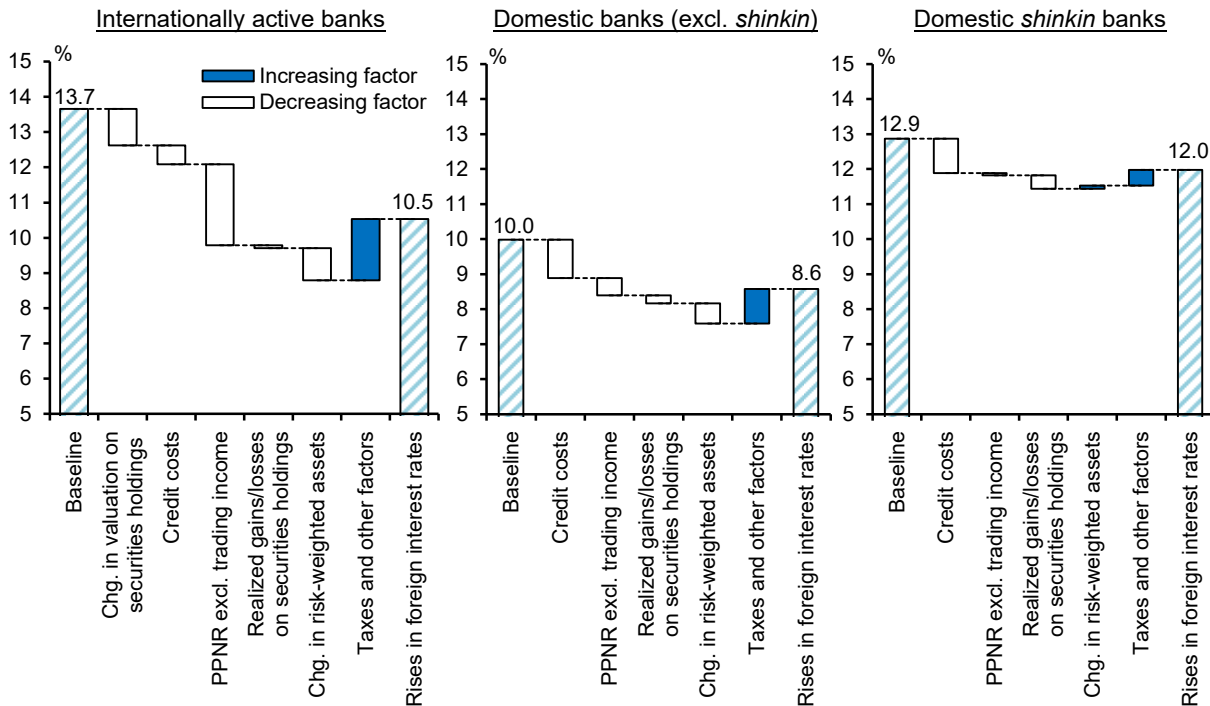 Internationally active banks
%
15
14
13
12
11
10
9
8
7
6
5
Increasing factor
Decreasing factor
13.7
10.5
Baseline
Chg. in valuation on
securities holdings
Credit costs
PPNR excl. trading income
Realized gains/losses
on securities holdings
Chg. in risk-weighted assets
Taxes and other factors
Rises in foreign interest rates
Domestic banks (excl. shinkin)
%
15
14
13
12
11
10
9
8
7
6
5
10.0
8.6
Baseline
Credit costs
PPNR excl. trading income
Realized gains/losses
on securities holdings
Chg. in risk-weighted assets
Taxes and other factors
Rises in foreign interest rates
Domestic shinkin banks
%
15
14
13
12
11
10
9
8
7
6
5
12.9
12.0
Baseline
Credit costs
PPNR excl. trading income
Realized gains/losses
on securities holdings
Chg. in risk-weighted assets
Taxes and other factors
Rises in foreign interest rates